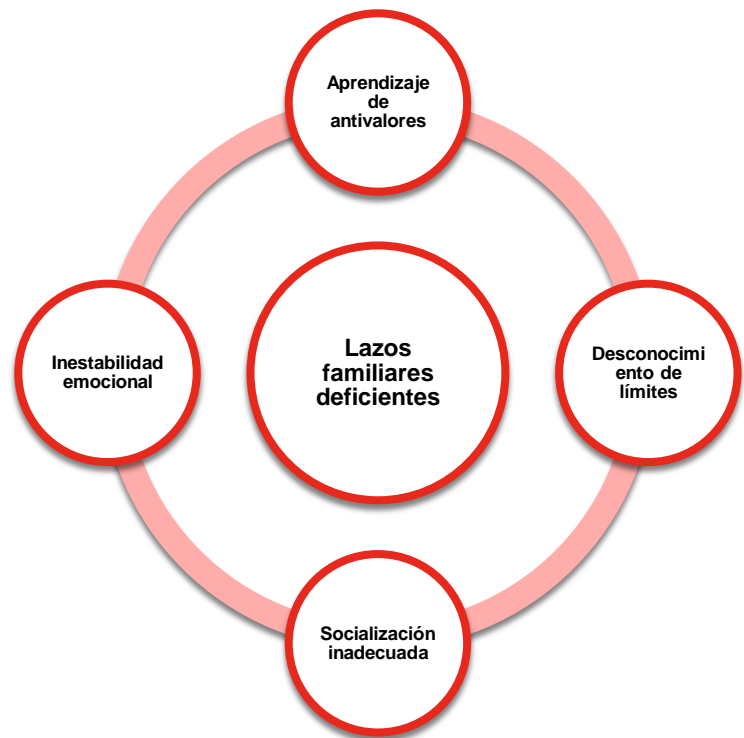 Aprendizaje
de
antivalores
Inestabilidad
emocional
Lazos
familiares
deficientes
Desconocimi
ento de
límites
Socialización
inadecuada